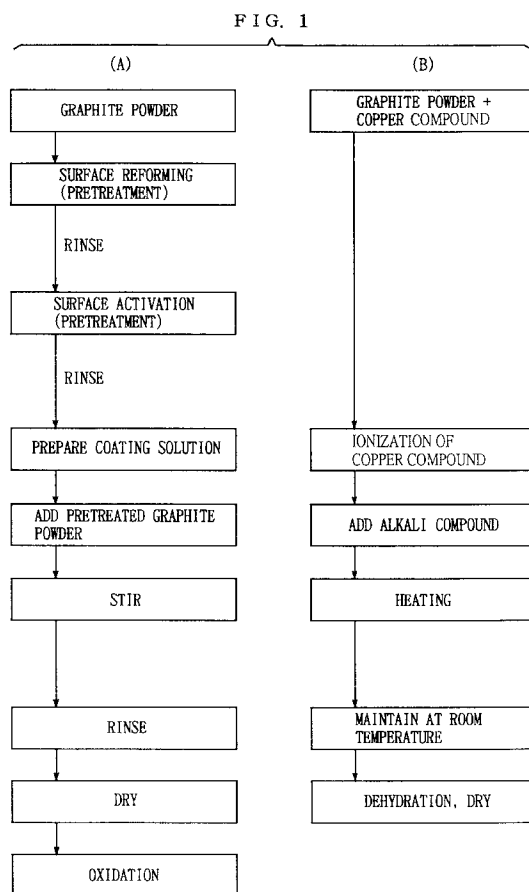 FIG. 1
(A)
GRAPHITE POWDER
SURFACE REFORMING
(PRETREATMENT)
RINSE
SURFACE ACTIVATION
(PRETREATMENT)
RINSE
PREPARE COATING SOLUTION
ADD PRETREATED GRAPHITE
POWDER
STIR
RINSE
DRY
OXIDATION
(B)
GRAPHITE POWDER +
COPPER COMPOUND
IONIZATION OF
COPPER COMPOUND
ADD ALKALI COMPOUND
HEATING
MAINTAIN AT ROOM
TEMPERATURE
DEHYDRATION, DRY